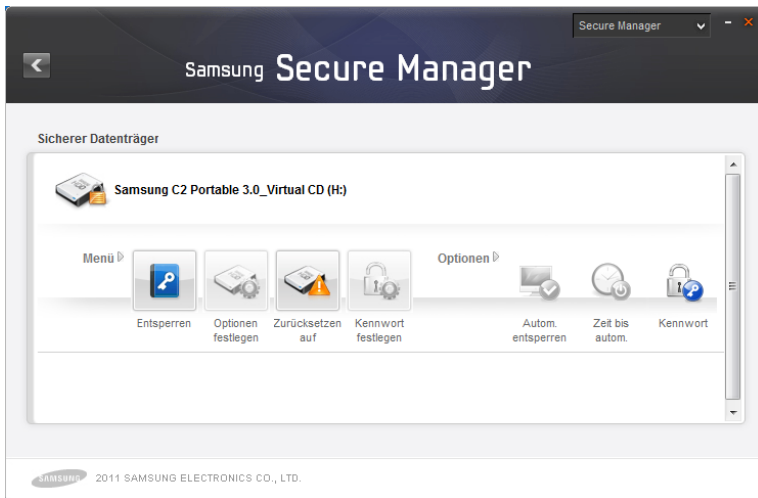 Secure Manager
Samsung Secure Manager
Sicherer Datenträger
Samsung C2 Portable 3.0_Virtual CD (H:)
Menü
Optionen
Entsperren
Optionen festlegen
Zurücksetzen auf
Kennwort festlegen
Autom. entsperren
Zeit bis autom.
Kennwort
SAMSUNG 2011 SAMSUNG ELECTRONICS CO., LTD.